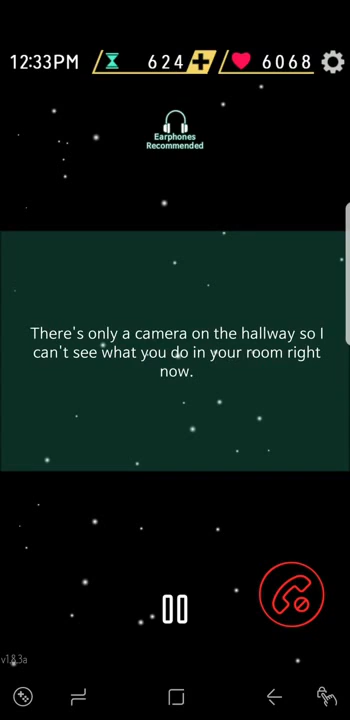 12:33PM 624 6068
Earphones
Recommended
There's only a camera on the hallway so I
can't see what you do in your room right
now.
v1&3a